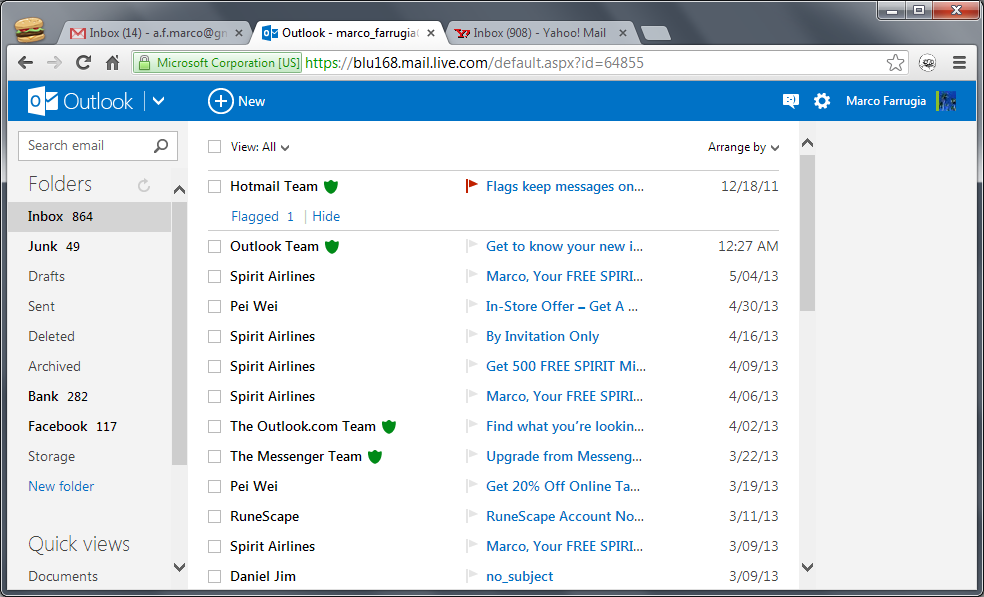 Inbox (14) - a.f.marco@gm
Outlook - marco_farrugia
Inbox (908) - Yahoo! Mail
Microsoft Corporation [US] https://blu168.mail.live.com/default.aspx?id=64855
Outlook
New
Marco Farrugia
Search email
View: All
Arrange by
Folders
Inbox 864
Junk 49
Drafts
Sent
Deleted
Archived
Bank 282
Facebook 117
Storage
New folder
Quick views
Documents
Hotmail Team Flags keep messages on... 12/18/11
Flagged 1 | Hide
Outlook Team Get to know your new i... 12:27 AM
Spirit Airlines Marco, Your FREE SPIRI... 5/04/13
Pei Wei In-Store Offer – Get A ... 4/30/13
Spirit Airlines By Invitation Only 4/16/13
Spirit Airlines Get 500 FREE SPIRIT Mi... 4/09/13
Spirit Airlines Marco, Your FREE SPIRI... 4/06/13
The Outlook.com Team Find what you're lookin... 4/02/13
The Messenger Team Upgrade from Messeng... 3/22/13
Pei Wei Get 20% Off Online Ta... 3/19/13
RuneScape RuneScape Account No... 3/11/13
Spirit Airlines Marco, Your FREE SPIRI... 3/09/13
Daniel Jim no_subject 3/09/13